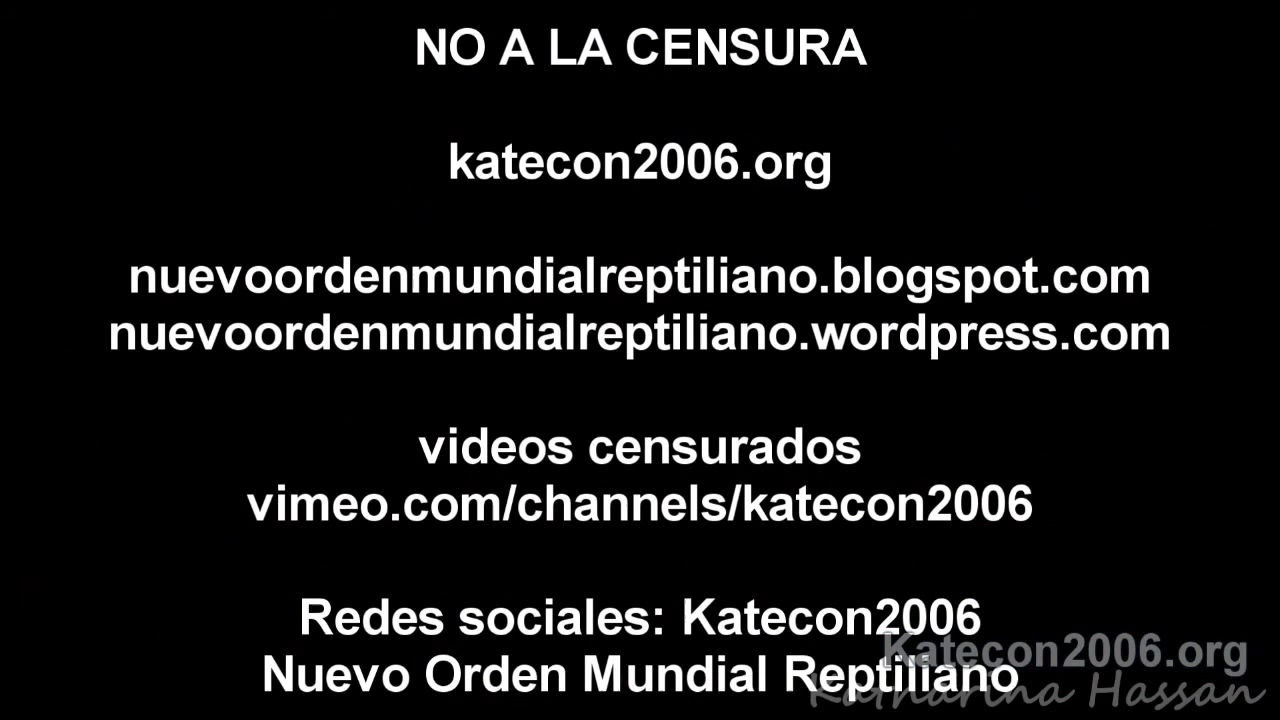 NO A LA CENSURA
katecon2006.org
nuevoordenmundialreptiliano.blogspot.com
nuevoordenmundialreptiliano.wordpress.com
videos censurados
vimeo.com/channels/katecon2006
Redes sociales: Katecon2006
Nuevo Orden Mundial Reptiliano
Katecon2006.org
Katharina Hassan